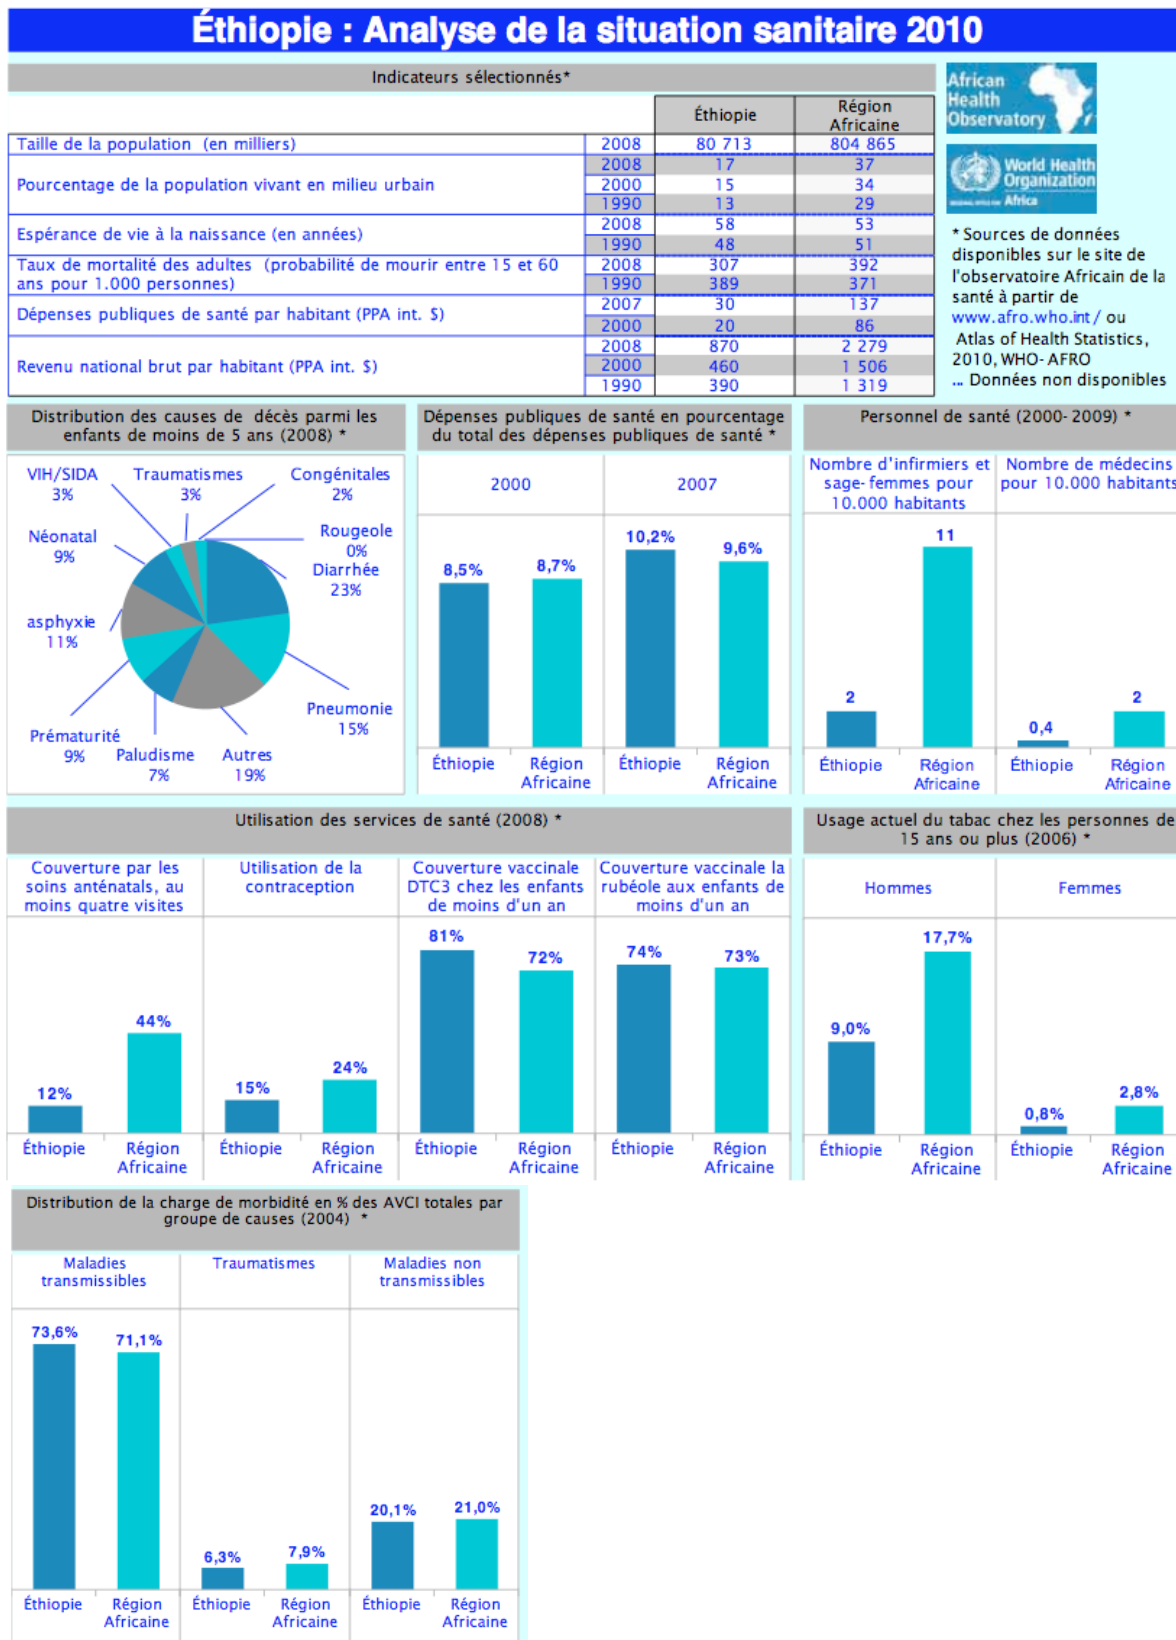 Éthiopie : Analyse de la situation sanitaire 2010
Indicateurs sélectionnés*
Éthiopie
Région
Africaine
Taille de la population (en milliers) 2008 80 713 804 865
Pourcentage de la population vivant en milieu urbain
2008 17 37
2000 15 34
1990 13 29
Espérance de vie à la naissance (en années)
2008 58 53
1990 48 51
Taux de mortalité des adultes (probabilité de mourir entre 15 et 60
ans pour 1.000 personnes)
2008 307 392
1990 389 371
Dépenses publiques de santé par habitant (PPA int. $)
2007 30 137
2000 20 86
Revenu national brut par habitant (PPA int. $)
2008 870 2 279
2000 460 1 506
1990 390 1 319
African
Health
Observatory
World Health
Organization
REGIONAL OFFICE FOR Africa
* Sources de données
disponibles sur le site de
l'observatoire Africain de la
santé à partir de
www.afro.who.int/ ou
Atlas of Health Statistics,
2010, WHO-AFRO
... Données non disponibles
Distribution des causes de décès parmi les
enfants de moins de 5 ans (2008) *
VIH/SIDA
3%
Traumatismes
3%
Congénitales
2%
Néonatal
9%
Rougeole
0%
Diarrhée
23%
asphyxie
11%
Pneumonie
15%
Prématurité
9%
Paludisme
7%
Autres
19%
Dépenses publiques de santé en pourcentage
du total des dépenses publiques de santé *
2000
2007
8,5%
8,7%
10,2%
9,6%
Éthiopie
Région
Africaine
Éthiopie
Région
Africaine
Personnel de santé (2000-2009) *
Nombre d'infirmiers et
sage-femmes pour
10.000 habitants
Nombre de médecins
pour 10.000 habitants
2
11
0,4
2
Éthiopie
Région
Africaine
Éthiopie
Région
Africaine
Utilisation des services de santé (2008) *
Couverture par les
soins anténatals, au
moins quatre visites
Utilisation de la
contraception
Couverture vaccinale
DTC3 chez les enfants
de moins d'un an
Couverture vaccinale la
rubéole aux enfants de
moins d'un an
12%
44%
15%
24%
81%
72%
74%
73%
Éthiopie
Région
Africaine
Éthiopie
Région
Africaine
Éthiopie
Région
Africaine
Éthiopie
Région
Africaine
Usage actuel du tabac chez les personnes de
15 ans ou plus (2006) *
Hommes
Femmes
9,0%
17,7%
0,8%
2,8%
Éthiopie
Région
Africaine
Éthiopie
Région
Africaine
Distribution de la charge de morbidité en % des AVCI totales par
groupe de causes (2004) *
Maladies
transmissibles
Traumatismes
Maladies non
transmissibles
73,6%
71,1%
6,3%
7,9%
20,1%
21,0%
Éthiopie
Région
Africaine
Éthiopie
Région
Africaine
Éthiopie
Région
Africaine